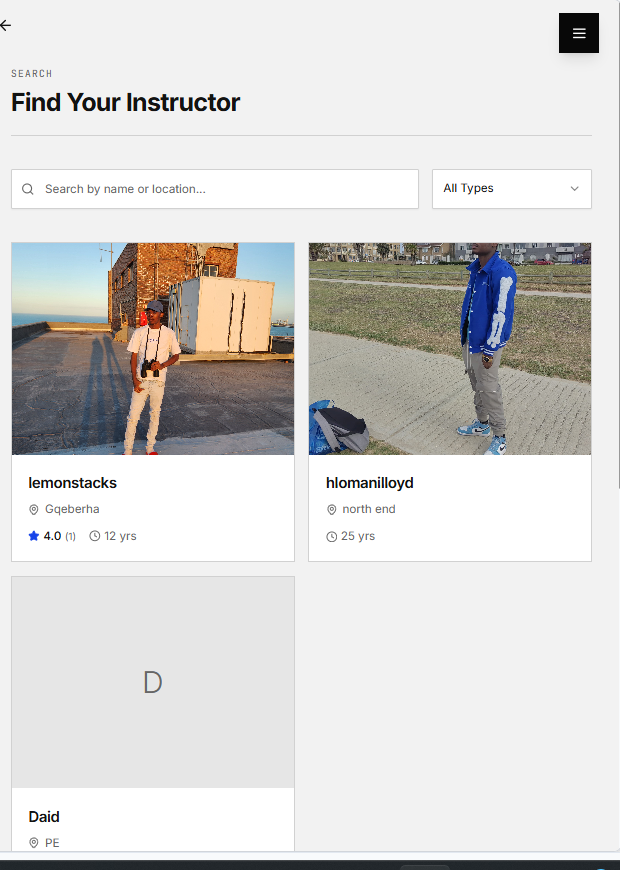 SEARCH
Find Your Instructor
Search by name or location...
All Types
lemonstacks
Gqeberha
4.0 (1) 12 yrs
hlomanilloyd
north end
25 yrs
D
Daid
PE